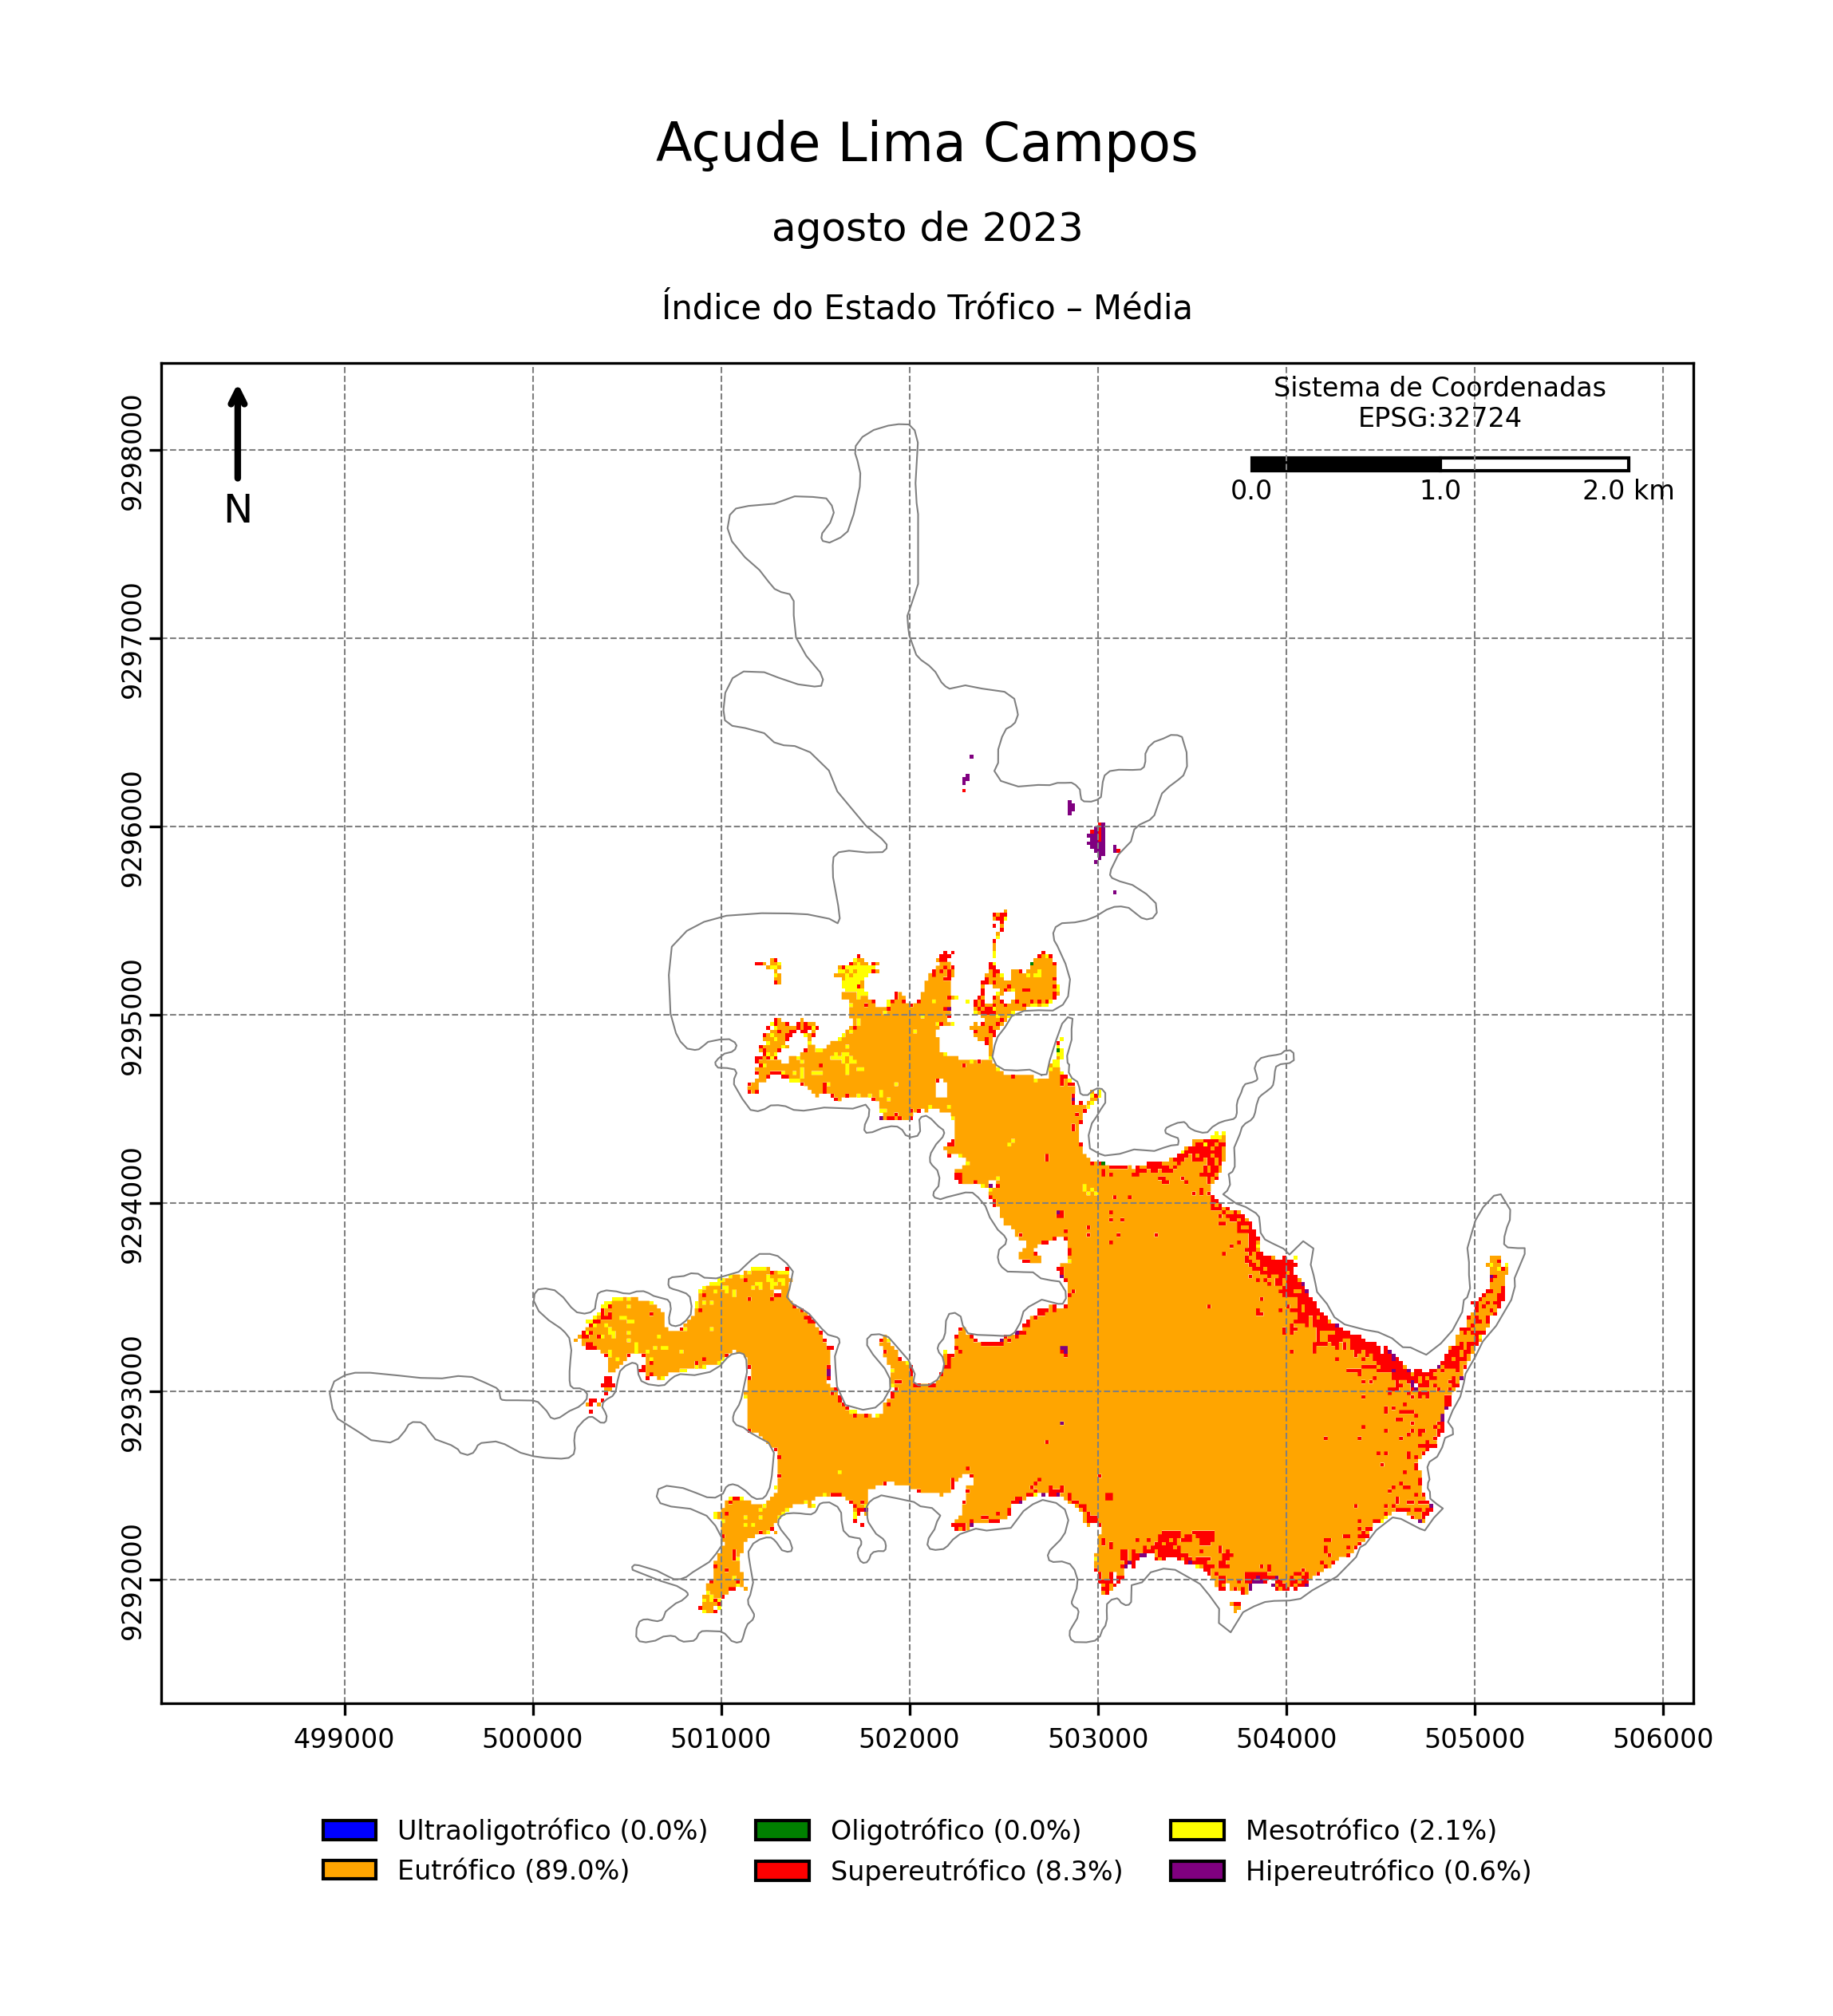 Açude Lima Campos
agosto de 2023
Índice do Estado Trófico – Média
Sistema de Coordenadas
EPSG:32724
0.0 1.0 2.0 km
N
9298000
9297000
9296000
9295000
9294000
9293000
9292000
499000 500000 501000 502000 503000 504000 505000 506000
Ultraoligotrófico (0.0%) Oligotrófico (0.0%) Mesotrófico (2.1%)
Eutrófico (89.0%) Supereutrófico (8.3%) Hipereutrófico (0.6%)